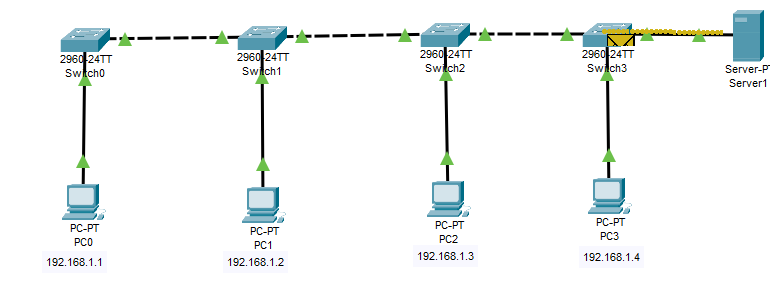 2960-24TT
Switch0
2960-24TT
Switch1
2960-24TT
Switch2
2960-24TT
Switch3
Server-PT
Server1
PC-PT
PC0
192.168.1.1
PC-PT
PC1
192.168.1.2
PC-PT
PC2
192.168.1.3
PC-PT
PC3
192.168.1.4